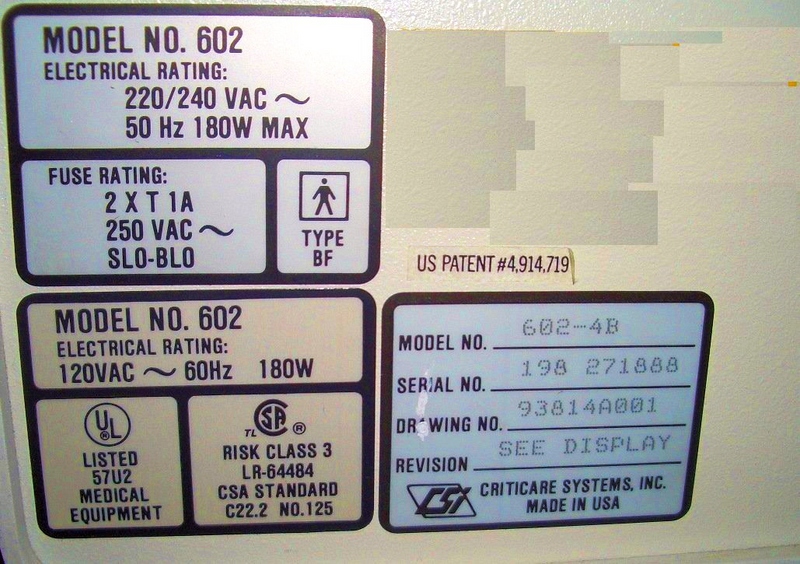 MODEL NO. 602
ELECTRICAL RATING:
220/240 VAC ~
50 Hz 180W MAX
FUSE RATING:
2 X T 1A
250 VAC ~
SLO-BLO
TYPE
BF
US PATENT #4,914,719
MODEL NO. 602
ELECTRICAL RATING:
120VAC ~ 60Hz 180W
UL ®
LISTED
57U2
MEDICAL
EQUIPMENT
TL SA ®
RISK CLASS 3
LR-64484
CSA STANDARD
C22.2 NO.125
MODEL NO. 602-4B
SERIAL NO. 198 271888
DRAWING NO. 93814A001
REVISION SEE DISPLAY
CSI CRITICARE SYSTEMS, INC.
MADE IN USA